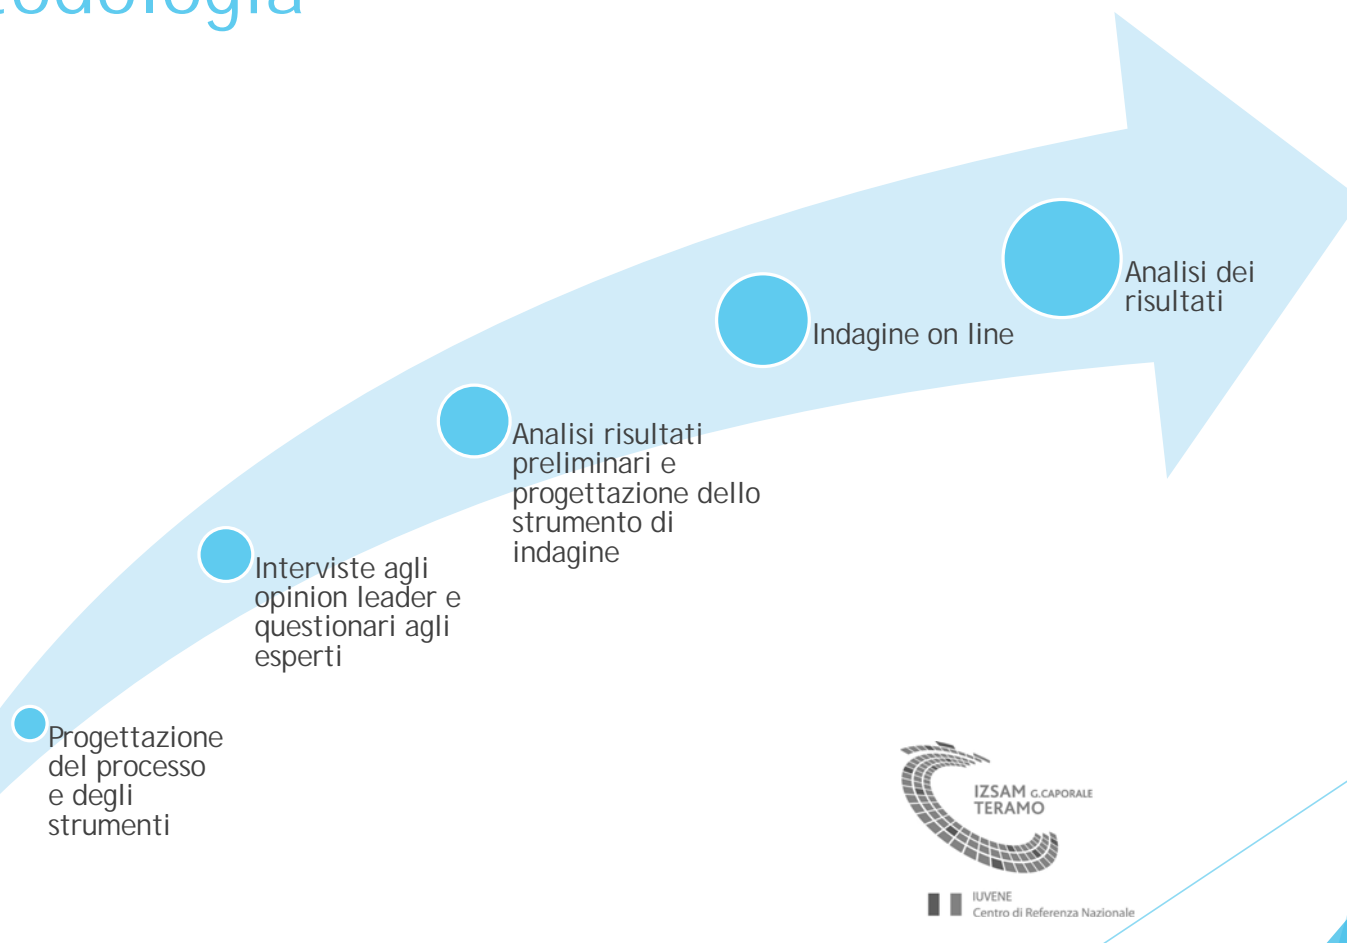 todologia
Analisi dei
risultati
Indagine on line
Analisi risultati
preliminari e
progettazione dello
strumento di
indagine
Interviste agli
opinion leader e
questionari agli
esperti
Progettazione
del processo
e degli
strumenti
IZSAM G.CAPORALE
TERAMO
IUVENE
Centro di Referenza Nazionale